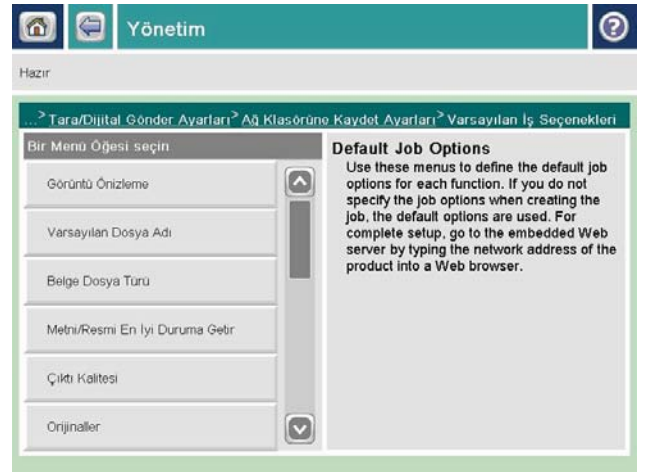 Yönetim
Hazır
...> Tara/Dijital Gönder Ayarları> Ağ Klasörüne Kaydet Ayarları> Varsayılan İş Seçenekleri
Bir Menü Öğesi seçin
Görüntü Önizleme
Varsayılan Dosya Adı
Belge Dosya Türü
Metni/Resmi En İyi Duruma Getir
Çıktı Kalitesi
Orijinaller
Default Job Options
Use these menus to define the default job
options for each function. If you do not
specify the job options when creating the
job, the default options are used. For
complete setup, go to the embedded Web
server by typing the network address of the
product into a Web browser.